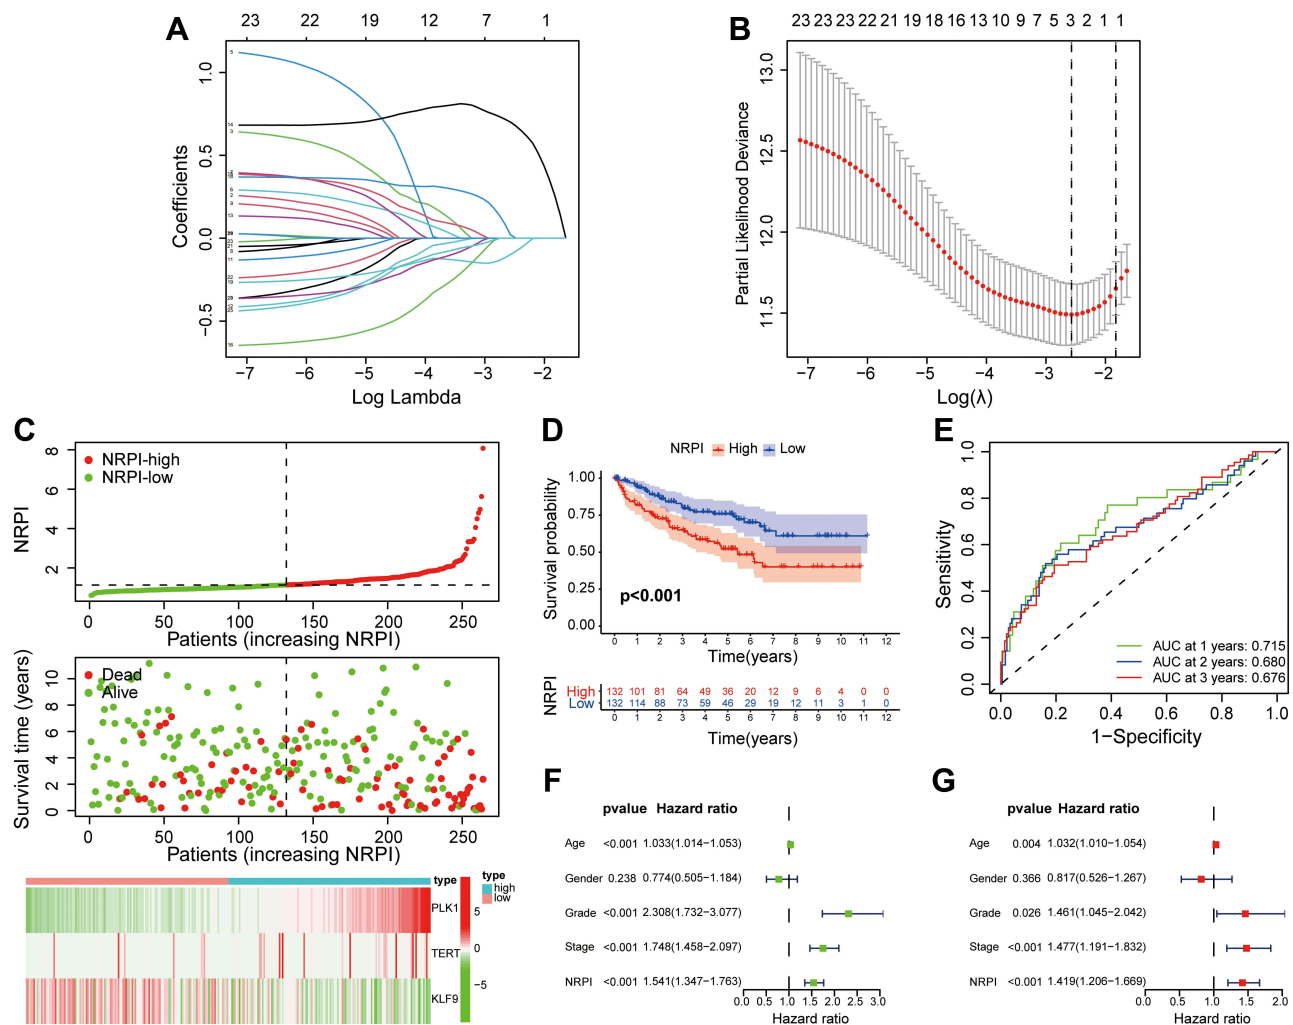 A
23 22 19 12 7 1
1.0
0.5
0.0
−0.5
Coefficients
−7 −6 −5 −4 −3 −2
Log Lambda
B
23 23 23 22 21 19 18 16 13 10 9 7 5 3 2 1 1
13.0
12.5
12.0
11.5
Partial Likelihood Deviance
−7 −6 −5 −4 −3 −2
Log(λ)
C
NRPI-high
NRPI-low
8
6
4
2
NRPI
0 50 100 150 200 250
Patients (increasing NRPI)
Dead
Alive
10
8
6
4
2
0
Survival time (years)
0 50 100 150 200 250
Patients (increasing NRPI)
type
PLK1
TERT
KLF9
type
high
low
5
0
−5
D
NRPI High Low
1.00
0.75
0.50
0.25
0.00
Survival probability
p<0.001
0 1 2 3 4 5 6 7 8 9 10 11 12
Time(years)
NRPI
High 132 101 81 64 49 36 20 12 9 6 4 0 0
Low 132 114 88 73 59 46 29 19 12 11 3 1 0
0 1 2 3 4 5 6 7 8 9 10 11 12
Time(years)
E
1.0
0.8
0.6
0.4
0.2
0.0
Sensitivity
AUC at 1 years: 0.715
AUC at 2 years: 0.680
AUC at 3 years: 0.676
0.0 0.2 0.4 0.6 0.8 1.0
1−Specificity
F
pvalue Hazard ratio
Age <0.001 1.033(1.014−1.053)
Gender 0.238 0.774(0.505−1.184)
Grade <0.001 2.308(1.732−3.077)
Stage <0.001 1.748(1.458−2.097)
NRPI <0.001 1.541(1.347−1.763)
0.0 0.5 1.0 1.5 2.0 2.5 3.0
Hazard ratio
G
pvalue Hazard ratio
Age 0.004 1.032(1.010−1.054)
Gender 0.366 0.817(0.526−1.267)
Grade 0.026 1.461(1.045−2.042)
Stage <0.001 1.477(1.191−1.832)
NRPI <0.001 1.419(1.206−1.669)
0.0 0.5 1.0 1.5 2.0
Hazard ratio